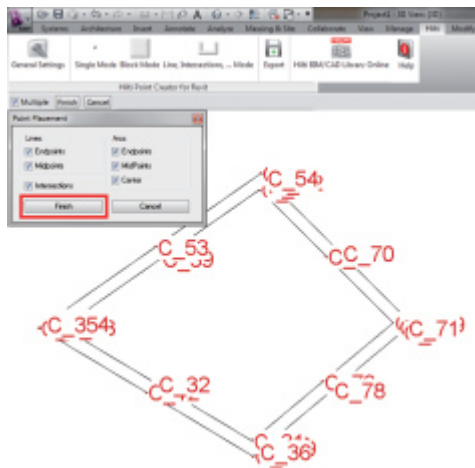 Project1 - 3D View: {3D}
Systems Architecture Insert Annotate Analyze Massing & Site Collaborate View Manage Hilti Modify
General Settings Single Mode Block Mode Line, Intersections, ... Mode Export Hilti BIM/CAD Library Online Help
Hilti Point Creator for Revit
Multiple Finish Cancel
Point Placement
Lines Arcs
Endpoints Endpoints
Midpoints MidPoints
Intersections Center
Finish Cancel
C_54
C_53
C_70
C_71
C_32
C_78
C_36